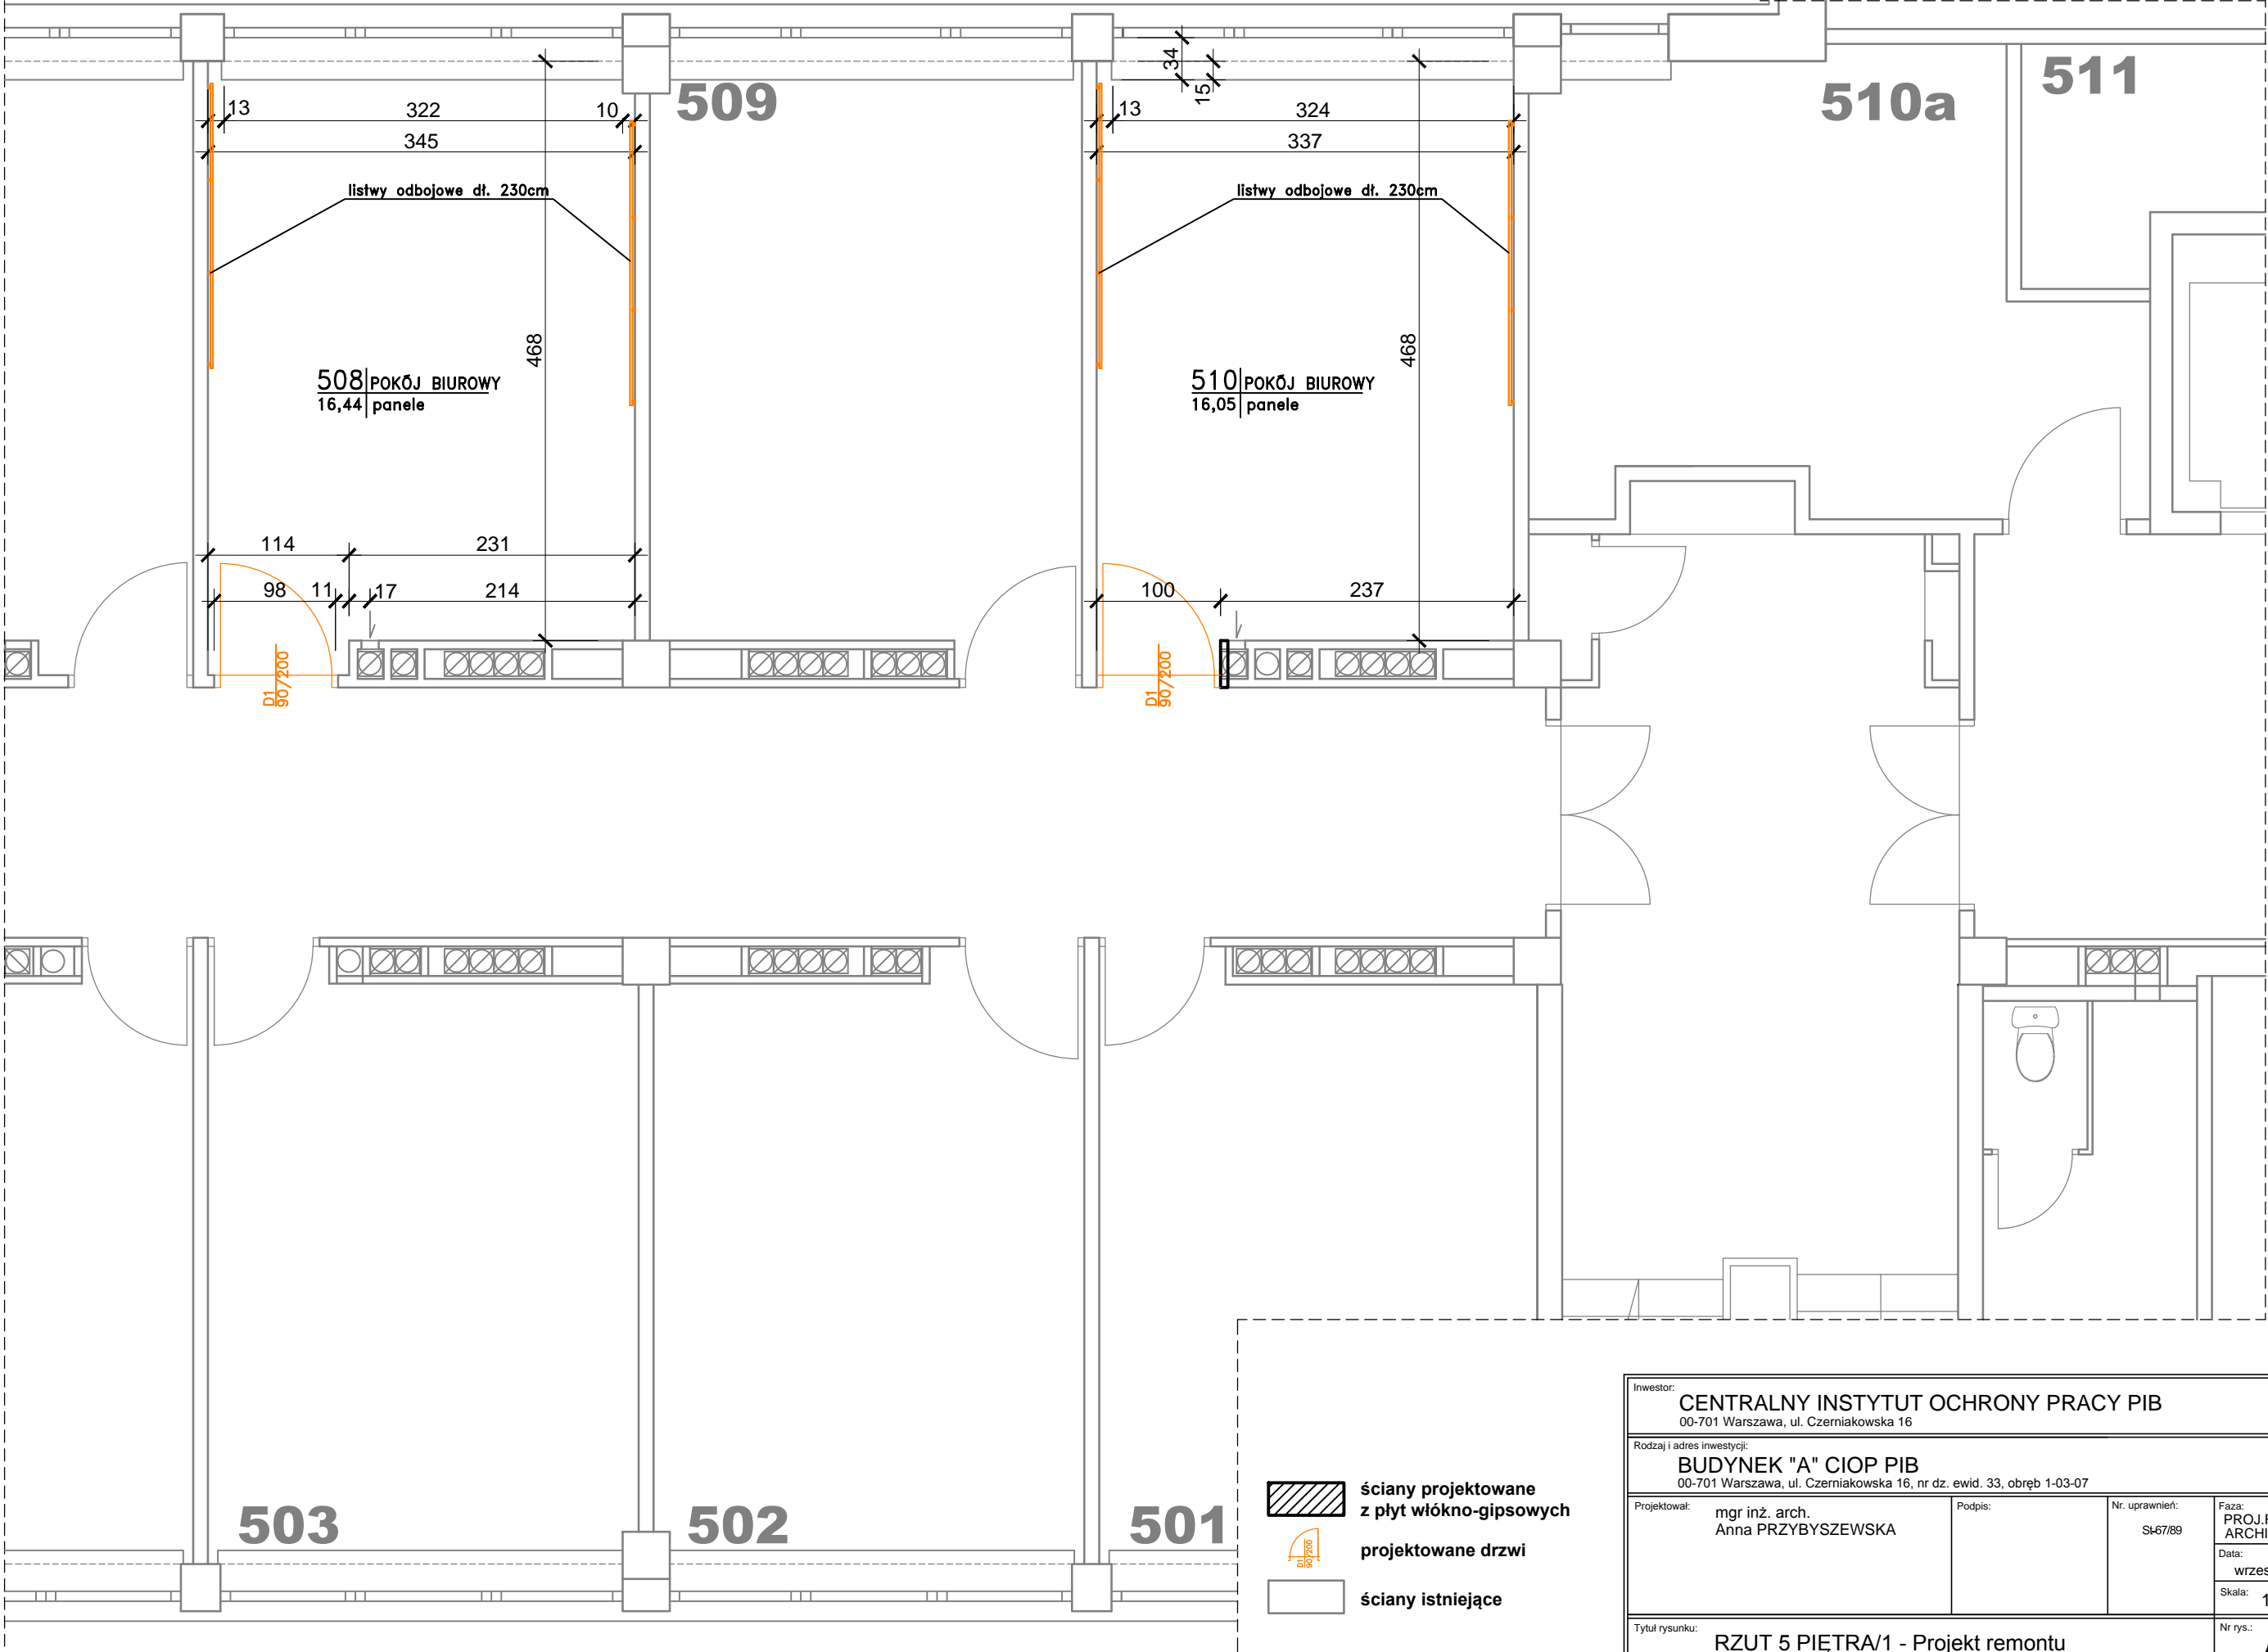 509
510a
511
34
15
13
322
10
13
324
345
337
listwy odbojowe dł. 230cm
listwy odbojowe dł. 230cm
468
468
508 POKÓJ BIUROWY
16,44 panele
510 POKÓJ BIUROWY
16,05 panele
114
231
98
11
17
214
100
237
D1
90/200
D1
90/200
503
502
501
ściany projektowane
z płyt włókno-gipsowych
D1
90/200
projektowane drzwi
ściany istniejące
Inwestor:
CENTRALNY INSTYTUT OCHRONY PRACY PIB
00-701 Warszawa, ul. Czerniakowska 16
Rodzaj i adres inwestycji:
BUDYNEK "A" CIOP PIB
00-701 Warszawa, ul. Czerniakowska 16, nr dz. ewid. 33, obręb 1-03-07
Projektował:
mgr inż. arch.
Anna PRZYBYSZEWSKA
Podpis:
Nr. uprawnień:
St-67/89
Faza:
Data:
Skala:
Tytuł rysunku:
RZUT 5 PIĘTRA/1 - Projekt remontu
Nr rys.: